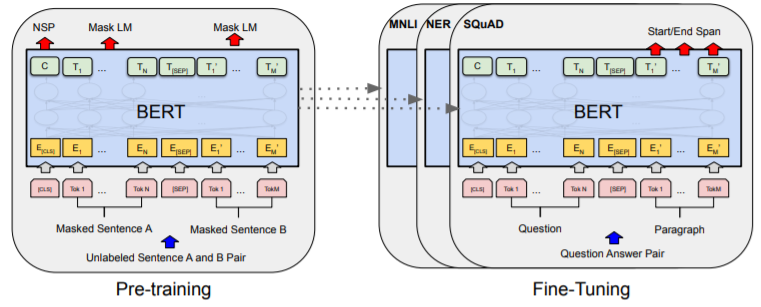 NSP Mask LM Mask LM
C T1 ... TN T[SEP] T1' ... TM'
BERT
E[CLS] E1 ... EN E[SEP] E1' ... EM'
[CLS] Tok 1 ... Tok N [SEP] Tok 1 ... TokM
Masked Sentence A Masked Sentence B
Unlabeled Sentence A and B Pair
Pre-training
MNLI NER SQuAD
Start/End Span
C T1 ... TN T[SEP] T1' ... TM'
BERT
E[CLS] E1 ... EN E[SEP] E1' ... EM'
[CLS] Tok 1 ... Tok N [SEP] Tok 1 ... TokM
Question Paragraph
Question Answer Pair
Fine-Tuning